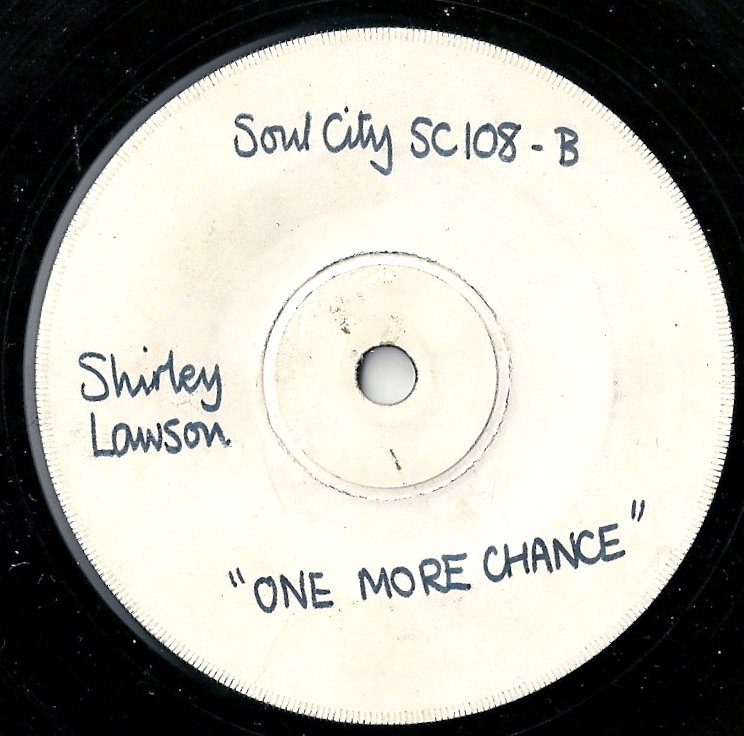 Soul City SC108 - B
Shirley
Lawson
"ONE MORE CHANCE"